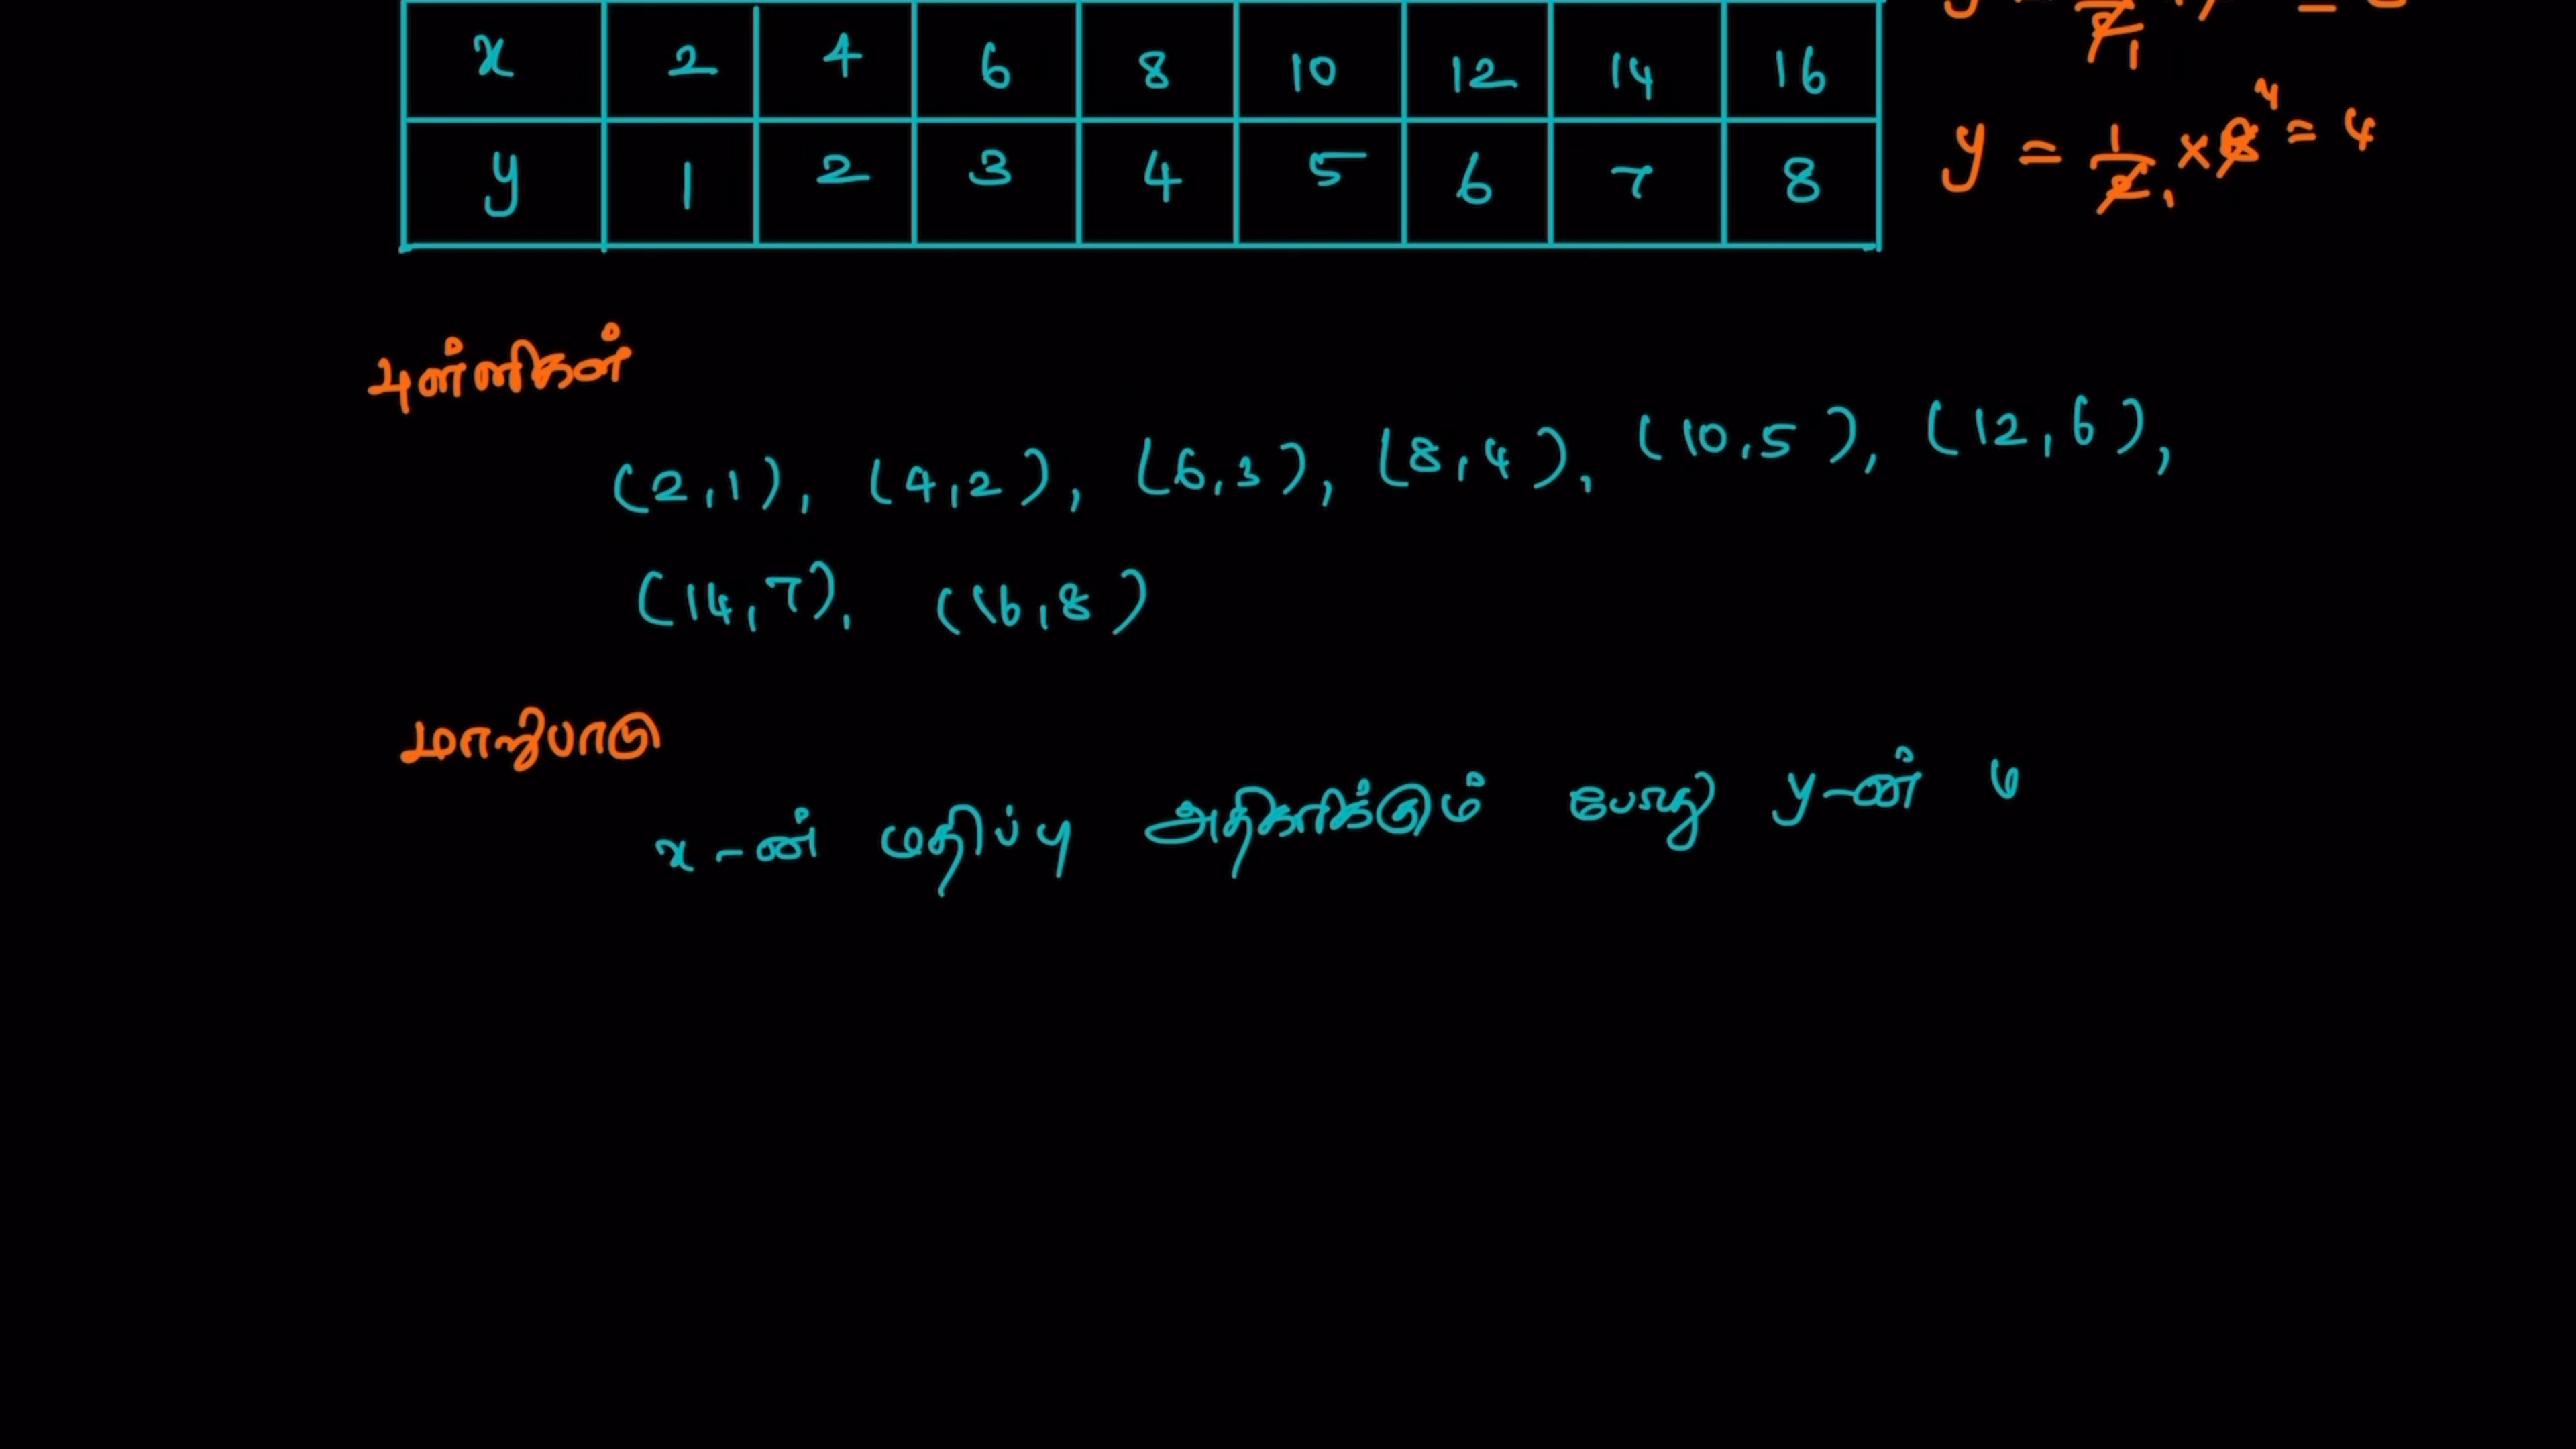 x 2 4 6 8 10 12 14 16
y 1 2 3 4 5 6 7 8
y = 1/2 × 8 4 = 4
புள்ளிகள்
(2,1), (4,2), (6,3), (8,4), (10,5), (12,6),
(14,7), (16,8)
மாறுபாடு
x-ன் மதிப்பு அதிகரிக்கும் போது y-ன்